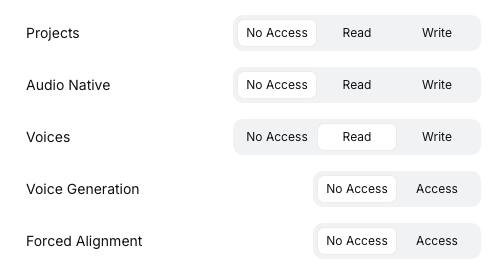 Projects No Access Read Write
Audio Native No Access Read Write
Voices No Access Read Write
Voice Generation No Access Access
Forced Alignment No Access Access